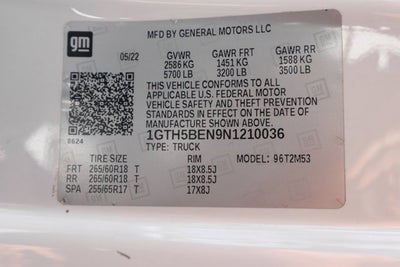 MFD BY GENERAL MOTORS LLC
gm
05/22 GVWR GAWR FRT GAWR RR
2586 KG 1451 KG 1588 KG
5700 LB 3200 LB 3500 LB
THIS VEHICLE CONFORMS TO ALL
APPLICABLE U.S. FEDERAL MOTOR
VEHICLE SAFETY AND THEFT PREVENTION
STANDARDS IN EFFECT ON THE DATE OF
MANUFACTURE SHOWN ABOVE.
8624 1GTH5BEN9N1210036
TYPE: TRUCK
TIRE SIZE RIM MODEL: 96T2M53
FRT 265/60R18 T 18X8.5J
RR 265/60R18 T 18X8.5J
SPA 255/65R17 T 17X8J